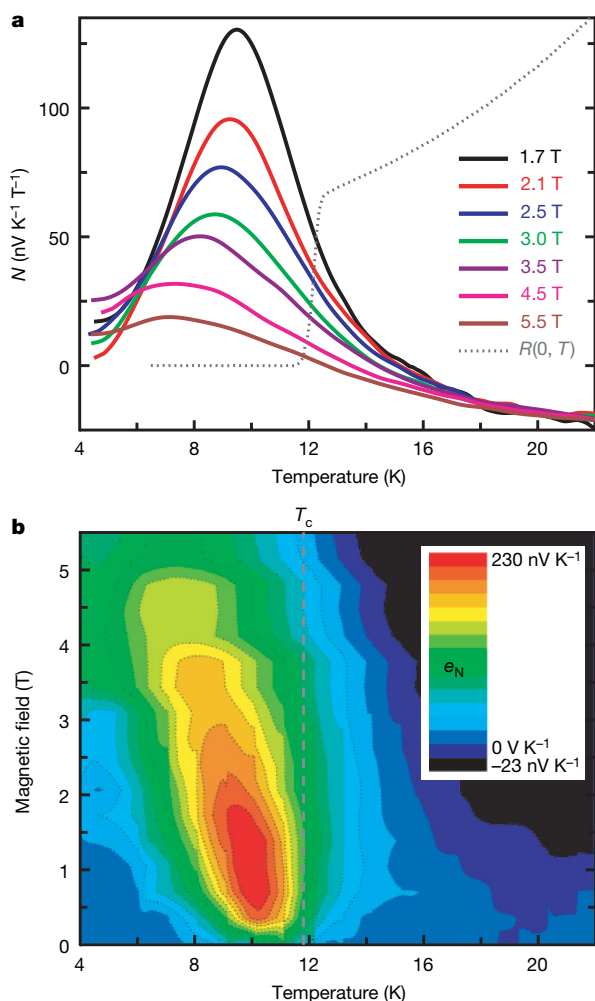 a
N (nV K⁻¹ T⁻¹)
100
50
0
1.7 T
2.1 T
2.5 T
3.0 T
3.5 T
4.5 T
5.5 T
R(0, T)
4 8 12 16 20
Temperature (K)
b
Tc
Magnetic field (T)
5
4
3
2
1
0
230 nV K⁻¹
eN
0 V K⁻¹
–23 nV K⁻¹
4 8 12 16 20
Temperature (K)